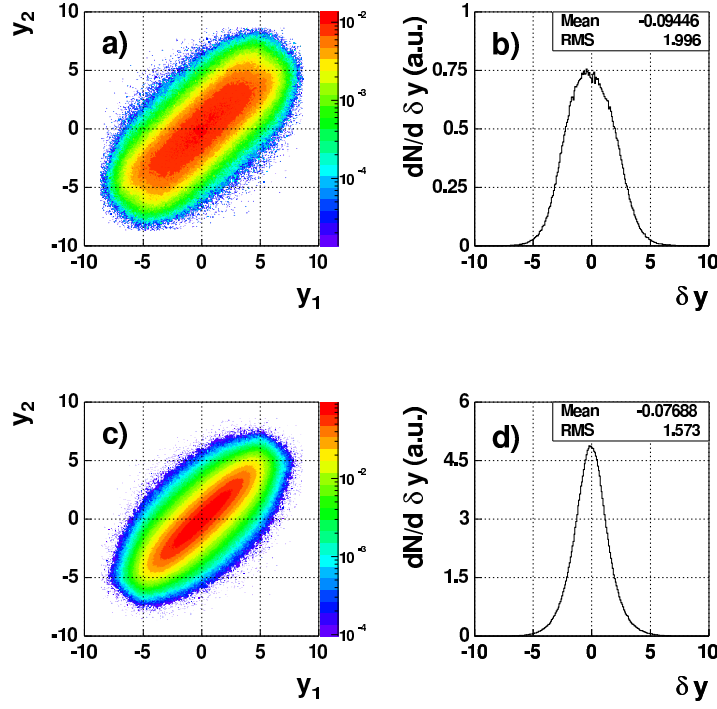 a)
y₂
10
5
0
-5
-10
-10 -5 0 5 10
y₁
10⁻²
10⁻³
10⁻⁴
b)
Mean -0.09446
RMS 1.996
dN/d δ y (a.u.)
1
0.75
0.5
0.25
0
-10 -5 0 5 10
δ y
c)
y₂
10
5
0
-5
-10
-10 -5 0 5 10
y₁
10⁻²
10⁻³
10⁻⁴
d)
Mean -0.07688
RMS 1.573
dN/d δ y (a.u.)
6
4.5
3
1.5
0
-10 -5 0 5 10
δ y